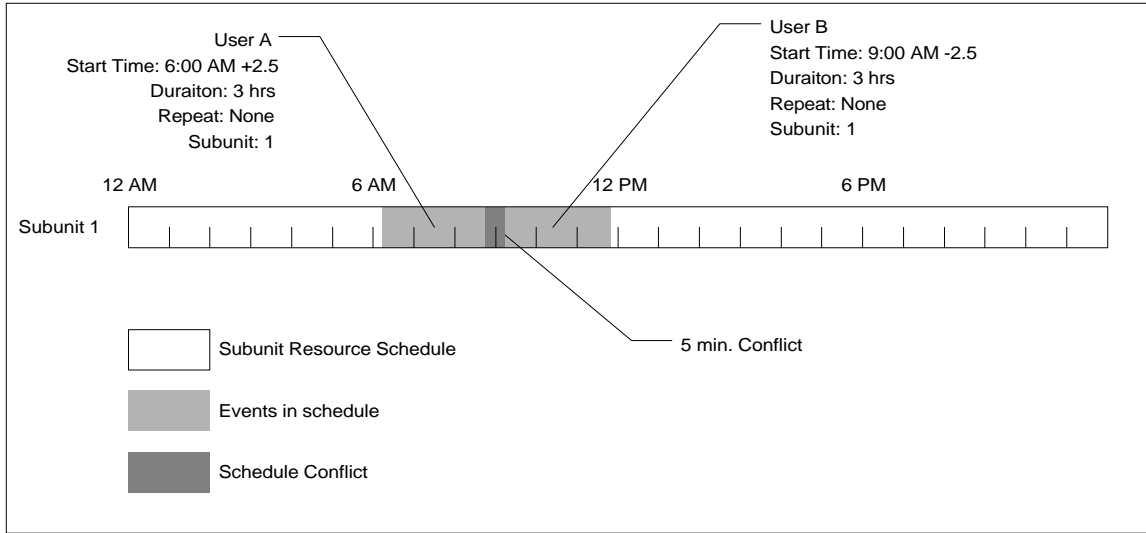 User A
Start Time: 6:00 AM +2.5
Duraiton: 3 hrs
Repeat: None
Subunit: 1
User B
Start Time: 9:00 AM -2.5
Duraiton: 3 hrs
Repeat: None
Subunit: 1
12 AM
6 AM
12 PM
6 PM
Subunit 1
5 min. Conflict
Subunit Resource Schedule
Events in schedule
Schedule Conflict